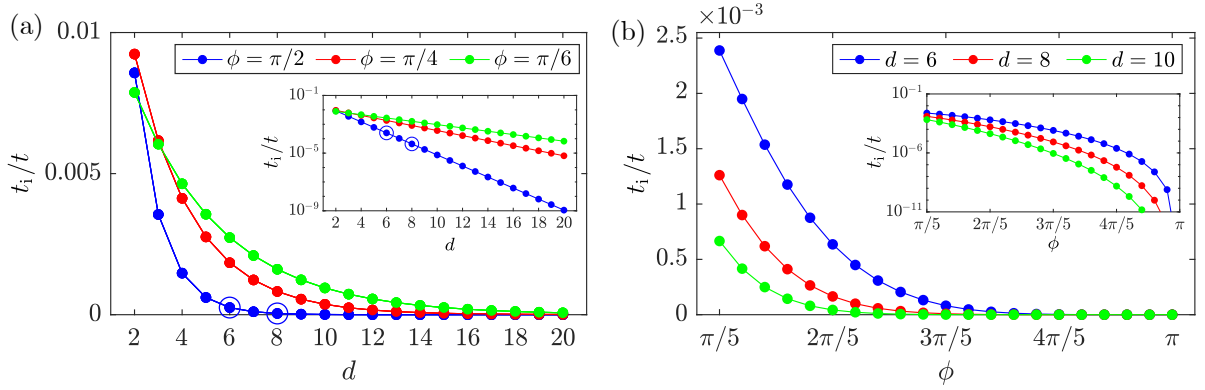 (a)
0.01
0.005
0
t_i/t
ϕ = π/2 ϕ = π/4 ϕ = π/6
10^{-1}
10^{-5}
10^{-9}
t_i/t
2 4 6 8 10 12 14 16 18 20
d
2 4 6 8 10 12 14 16 18 20
d
(b)
×10^{-3}
2.5
2
1.5
1
0.5
0
t_i/t
d = 6 d = 8 d = 10
10^{-1}
10^{-6}
10^{-11}
t_i/t
π/5 2π/5 3π/5 4π/5 π
ϕ
π/5 2π/5 3π/5 4π/5 π
ϕ